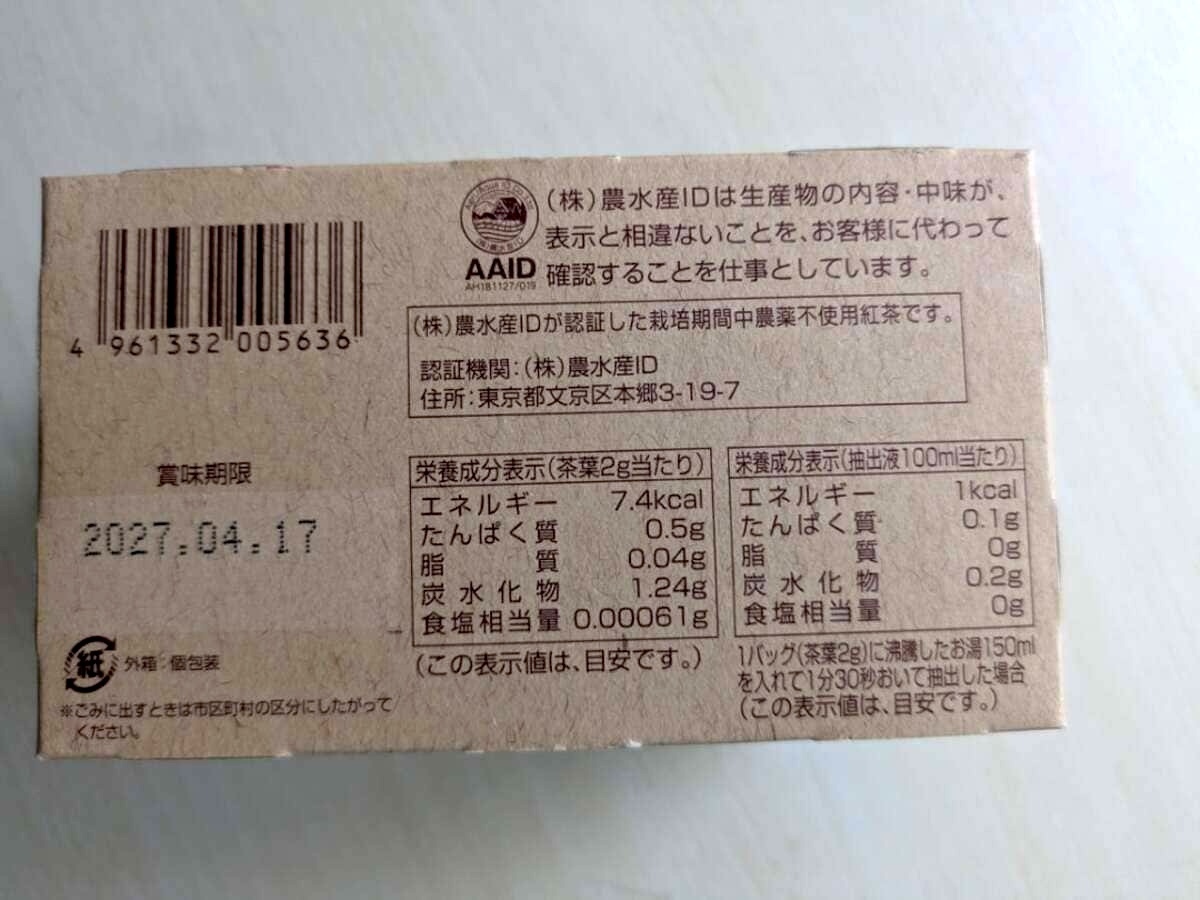 4 961332 005636
賞味期限
2027.04.17
紙
外箱:個包装
※ごみに出すときは市区町村の区分にしたがって
ください。
(株)農水産ID
AAID
AH181127/019
(株)農水産IDは生産物の内容・中味が、
表示と相違ないことを、お客様に代わって
確認することを仕事としています。
(株)農水産IDが認証した栽培期間中農薬不使用紅茶です。
認証機関:(株)農水産ID
住所:東京都文京区本郷3-19-7
栄養成分表示(茶葉2g当たり)
エネルギー 7.4kcal
たんぱく質 0.5g
脂質 0.04g
炭水化物 1.24g
食塩相当量 0.00061g
(この表示値は、目安です。)
栄養成分表示(抽出液100ml当たり)
エネルギー 1kcal
たんぱく質 0.1g
脂質 0g
炭水化物 0.2g
食塩相当量 0g
1バッグ(茶葉2g)に沸騰したお湯150ml
を入れて1分30秒おいて抽出した場合
(この表示値は、目安です。)